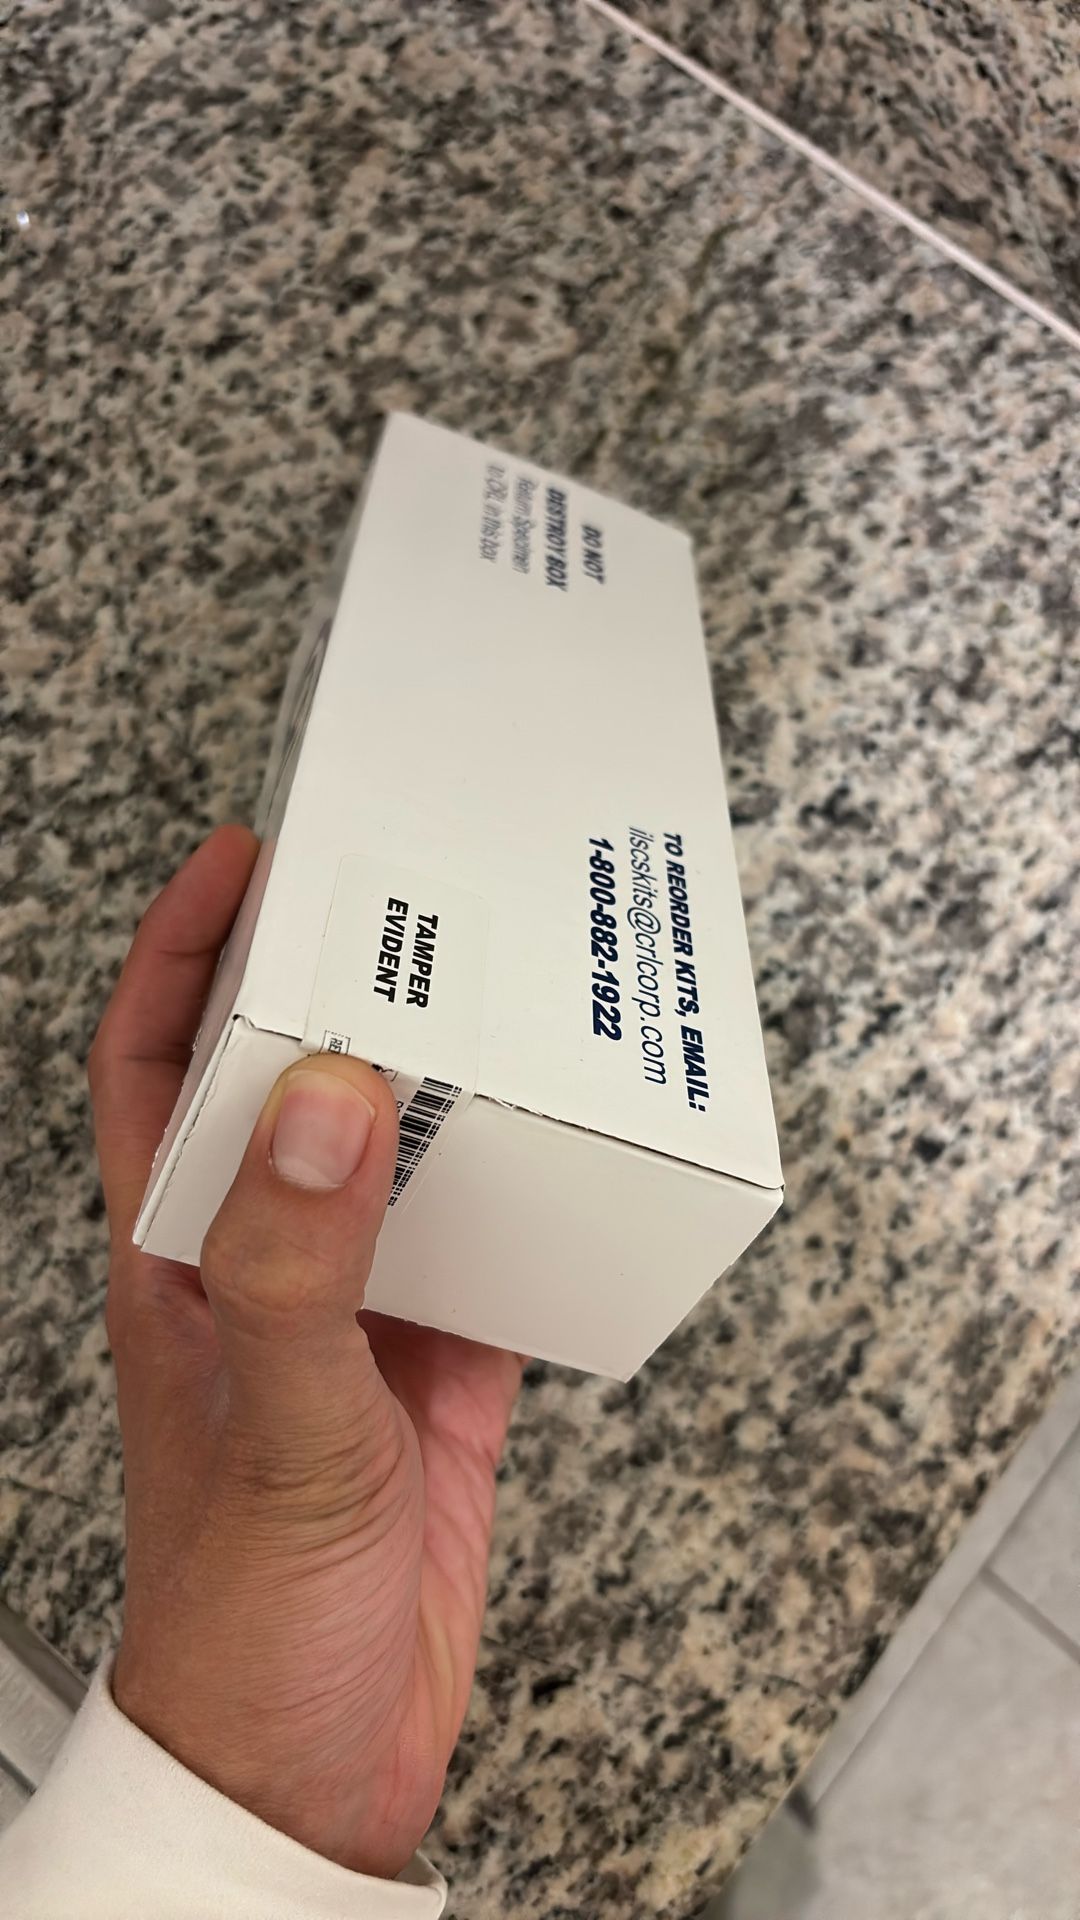 DO NOT
DESTROY BOX
Return Specimen
to CRL in this box
TO REORDER KITS, EMAIL:
ilscskits@crlcorp.com
1-800-882-1922
TAMPER
EVIDENT